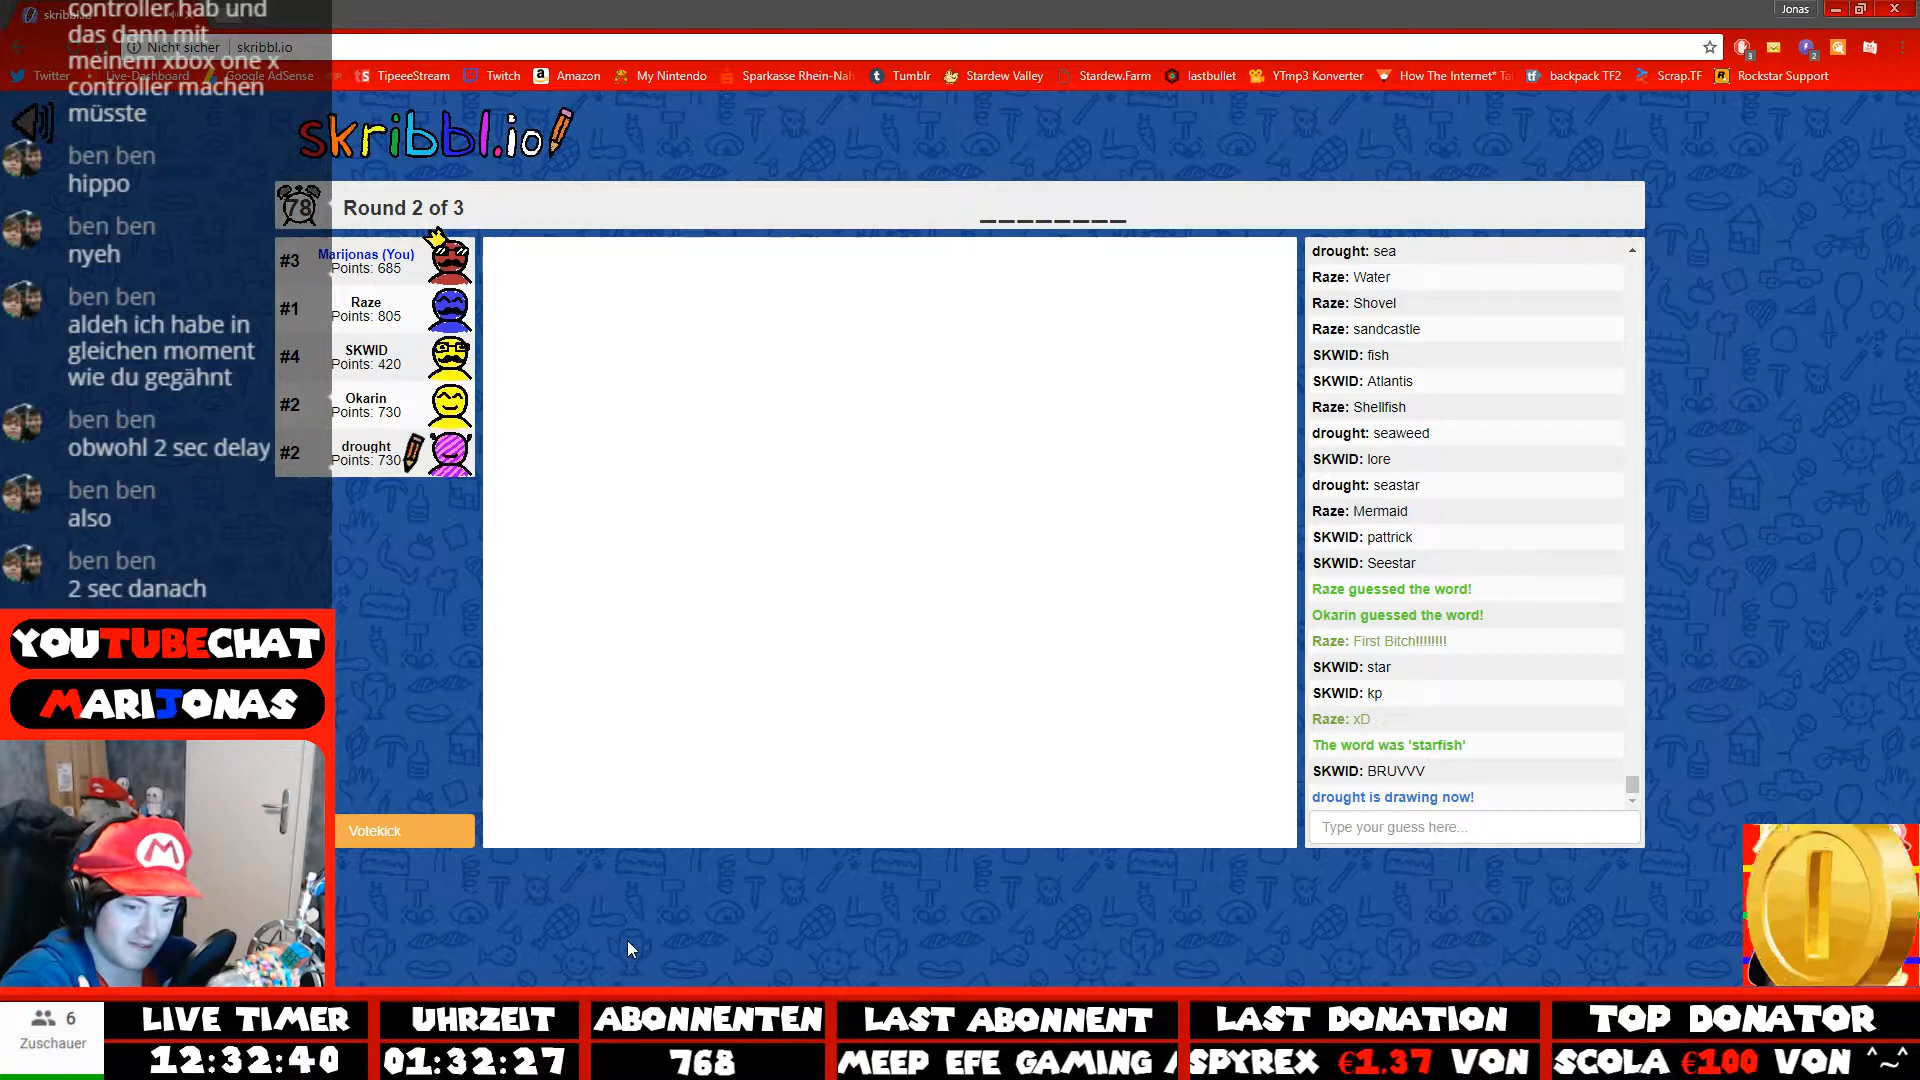 skribbl.io
Jonas
Nicht sicher
skribbl.io
Twitter
Live-Dashboard
Google AdSense
TipeeeStream
Twitch
Amazon
My Nintendo
Sparkasse Rhein-Nah
Tumblr
Stardew Valley
Stardew.Farm
lastbullet
YTmp3 Konverter
How The Internet* Ta
backpack TF2
Scrap.TF
Rockstar Support
controller hab und
das dann mit
meinem xbox one x
controller machen
müsste
ben ben
hippo
ben ben
nyeh
ben ben
aldeh ich habe in
gleichen moment
wie du gegähnt
ben ben
obwohl 2 sec delay
ben ben
also
ben ben
2 sec danach
YOUTUBECHAT
MARIJONAS
skribbl.io
78
Round 2 of 3
________
#3
Marijonas (You)
Points: 685
#1
Raze
Points: 805
#4
SKWID
Points: 420
#2
Okarin
Points: 730
#2
drought
Points: 730
Votekick
drought: sea
Raze: Water
Raze: Shovel
Raze: sandcastle
SKWID: fish
SKWID: Atlantis
Raze: Shellfish
drought: seaweed
SKWID: lore
drought: seastar
Raze: Mermaid
SKWID: pattrick
SKWID: Seestar
Raze guessed the word!
Okarin guessed the word!
Raze: First Bitch!!!!!!!!
SKWID: star
SKWID: kp
Raze: xD
The word was 'starfish'
SKWID: BRUVVV
drought is drawing now!
Type your guess here...
M
6
Zuschauer
LIVE TIMER
12:32:40
UHRZEIT
01:32:27
ABONNENTEN
768
LAST ABONNENT
MEEP EFE GAMING
LAST DONATION
SPYREX €1.37 VON
TOP DONATOR
SCOLA €100 VON ^~^